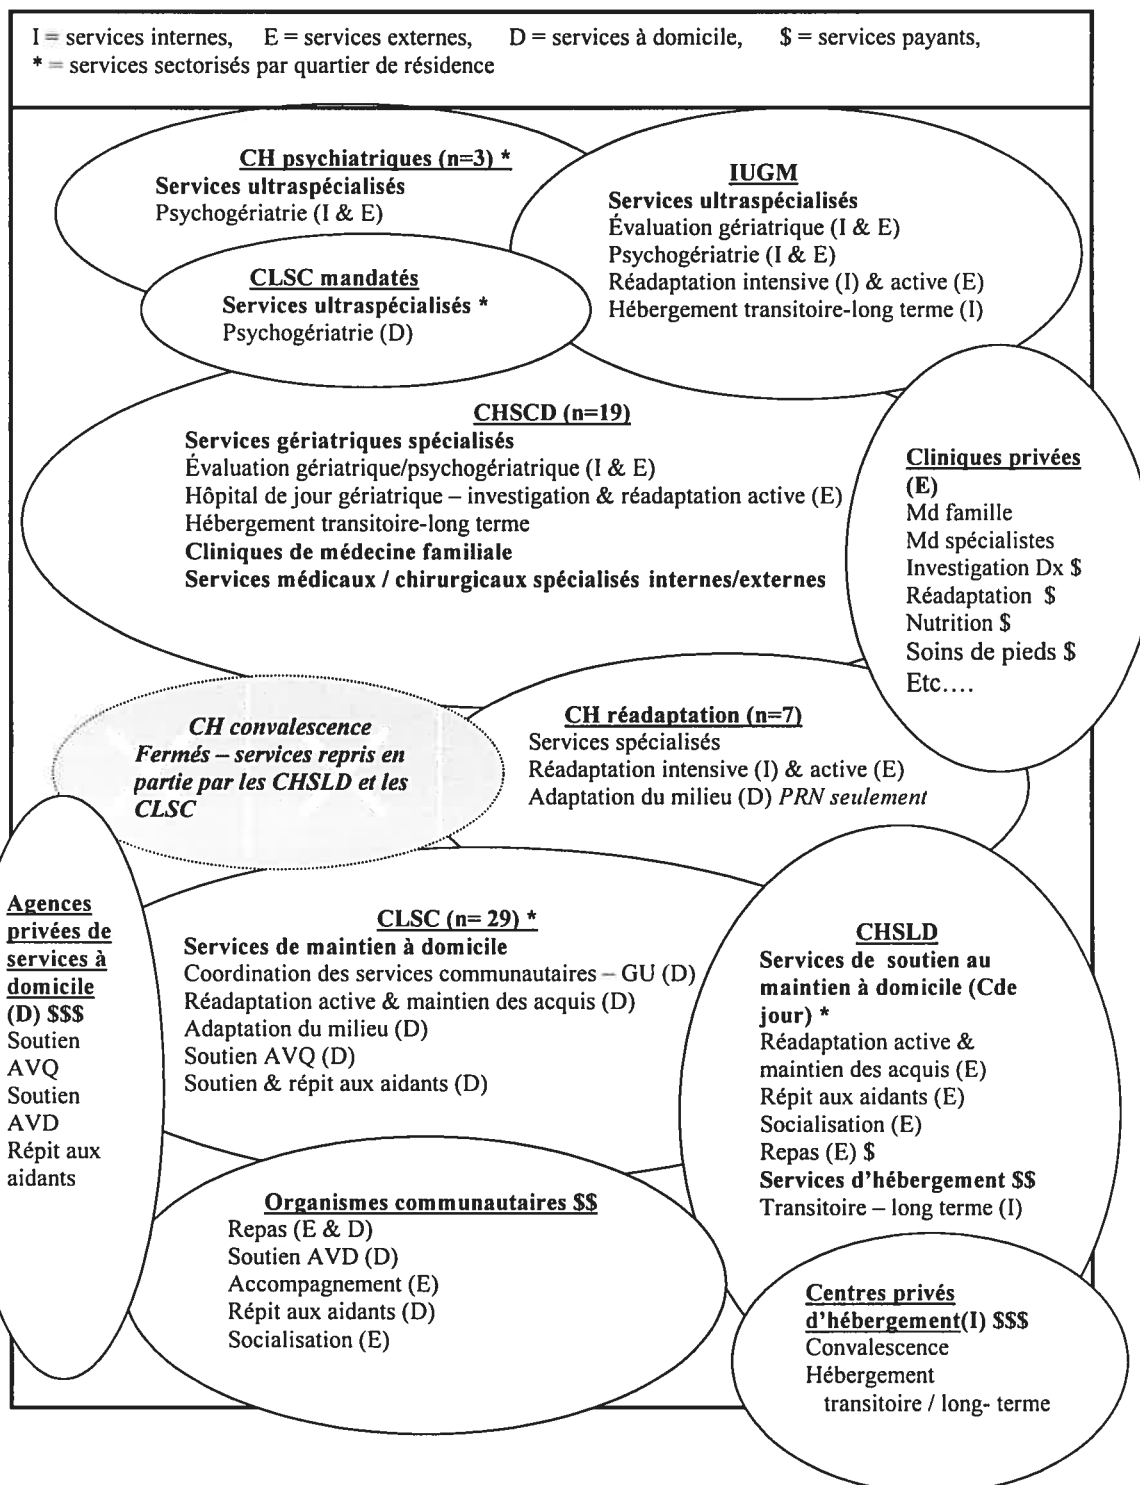 I = services internes, E = services externes, D = services à domicile, $ = services payants,
* = services sectorisés par quartier de résidence
CH psychiatriques (n=3) *
Services ultraspécialisés
Psychogériatrie (I & E)
IUGM
Services ultraspécialisés
Évaluation gériatrique (I & E)
Psychogériatrie (I & E)
Réadaptation intensive (I) & active (E)
Hébergement transitoire-long terme (I)
CLSC mandatés
Services ultraspécialisés *
Psychogériatrie (D)
CHSCD (n=19)
Services gériatriques spécialisés
Évaluation gériatrique/psychogériatrique (I & E)
Hôpital de jour gériatrique – investigation & réadaptation active (E)
Hébergement transitoire-long terme
Cliniques de médecine familiale
Services médicaux / chirurgicaux spécialisés internes/externes
Cliniques privées
(E)
Md famille
Md spécialistes
Investigation Dx $
Réadaptation $
Nutrition $
Soins de pieds $
Etc....
CH convalescence
Fermés – services repris en
partie par les CHSLD et les
CLSC
CH réadaptation (n=7)
Services spécialisés
Réadaptation intensive (I) & active (E)
Adaptation du milieu (D) PRN seulement
Agences
privées de
services à
domicile
(D) $$$
Soutien
AVQ
Soutien
AVD
Répit aux
aidants
CLSC (n= 29) *
Services de maintien à domicile
Coordination des services communautaires – GU (D)
Réadaptation active & maintien des acquis (D)
Adaptation du milieu (D)
Soutien AVQ (D)
Soutien & répit aux aidants (D)
CHSLD
Services de soutien au
maintien à domicile (Cde
jour) *
Réadaptation active &
maintien des acquis (E)
Répit aux aidants (E)
Socialisation (E)
Repas (E) $
Services d'hébergement $$
Transitoire – long terme (I)
Organismes communautaires $$
Repas (E & D)
Soutien AVD (D)
Accompagnement (E)
Répit aux aidants (D)
Socialisation (E)
Centres privés
d'hébergement(I) $$$
Convalescence
Hébergement
transitoire / long- terme